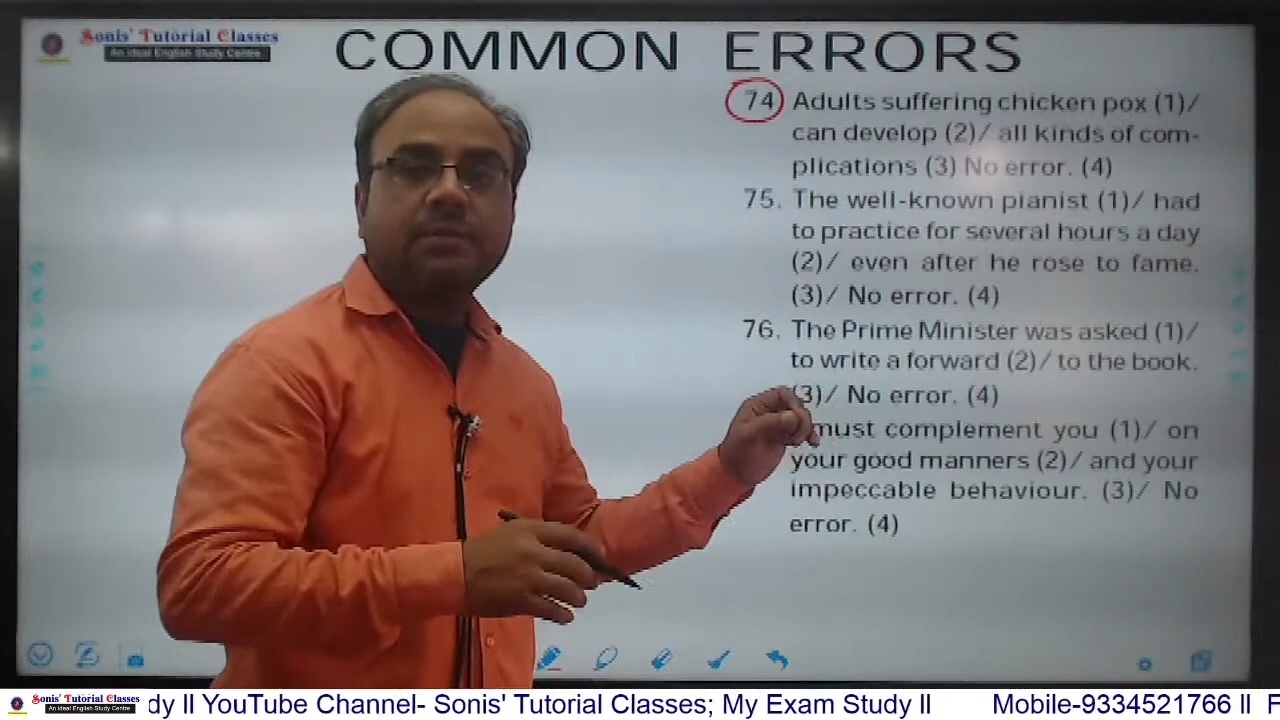 Sonis' Tutorial Classes
An Ideal English Study Centre
COMMON ERRORS
74 Adults suffering chicken pox (1)/
can develop (2)/ all kinds of com-
plications (3) No error. (4)
75. The well-known pianist (1)/ had
to practice for several hours a day
(2)/ even after he rose to fame.
(3)/ No error. (4)
76. The Prime Minister was asked (1)/
to write a forward (2)/ to the book.
(3)/ No error. (4)
must complement you (1)/ on
your good manners (2)/ and your
impeccable behaviour. (3)/ No
error. (4)
Sonis' Tutorial Classes
An Ideal English Study Centre
dy ll YouTube Channel- Sonis' Tutorial Classes; My Exam Study ll Mobile-9334521766 ll F